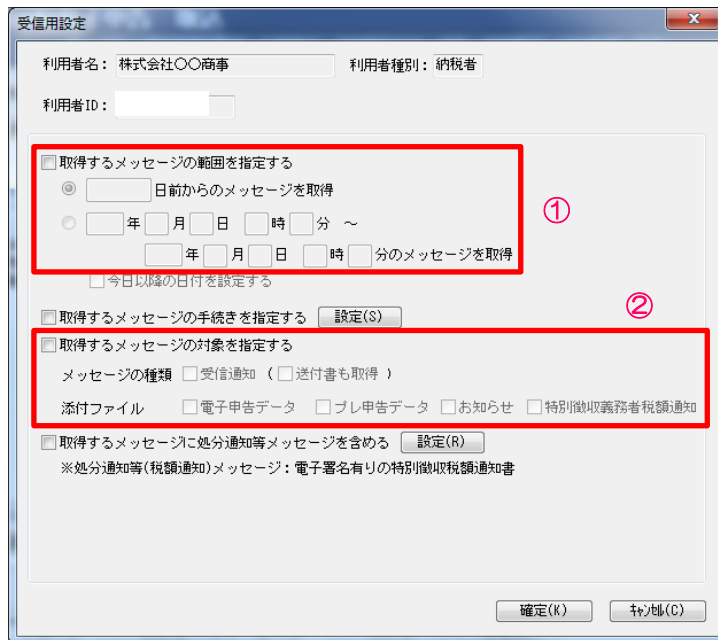 受信用設定
利用者名： 株式会社〇〇商事 利用者種別： 納税者
利用者ID：
取得するメッセージの範囲を指定する
日前からのメッセージを取得
①
年 月 日 時 分 ～
年 月 日 時 分のメッセージを取得
今日以降の日付を設定する
②
取得するメッセージの手続きを指定する 設定(S)
取得するメッセージの対象を指定する
メッセージの種類 受信通知 （ 送付書も取得 ）
添付ファイル 電子申告データ プレ申告データ お知らせ 特別徴収義務者税額通知
取得するメッセージに処分通知等メッセージを含める 設定(R)
※処分通知等(税額通知)メッセージ：電子署名有りの特別徴収税額通知書
確定(K) ｷｬﾝｾﾙ(C)